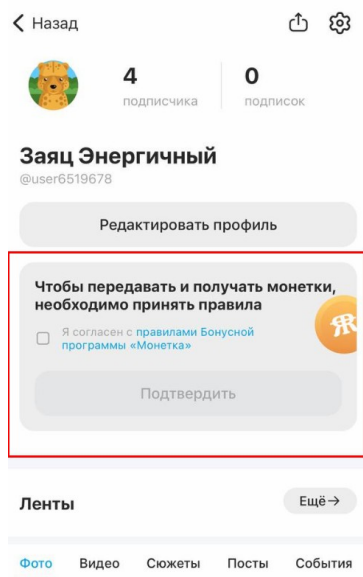 Назад
4
подписчика
0
подписок
Заяц Энергичный
@user6519678
Редактировать профиль
Чтобы передавать и получать монетки,
необходимо принять правила
Я согласен с правилами Бонусной
программы «Монетка»
Подтвердить
Ленты
Ещё →
Фото Видео Сюжеты Посты События